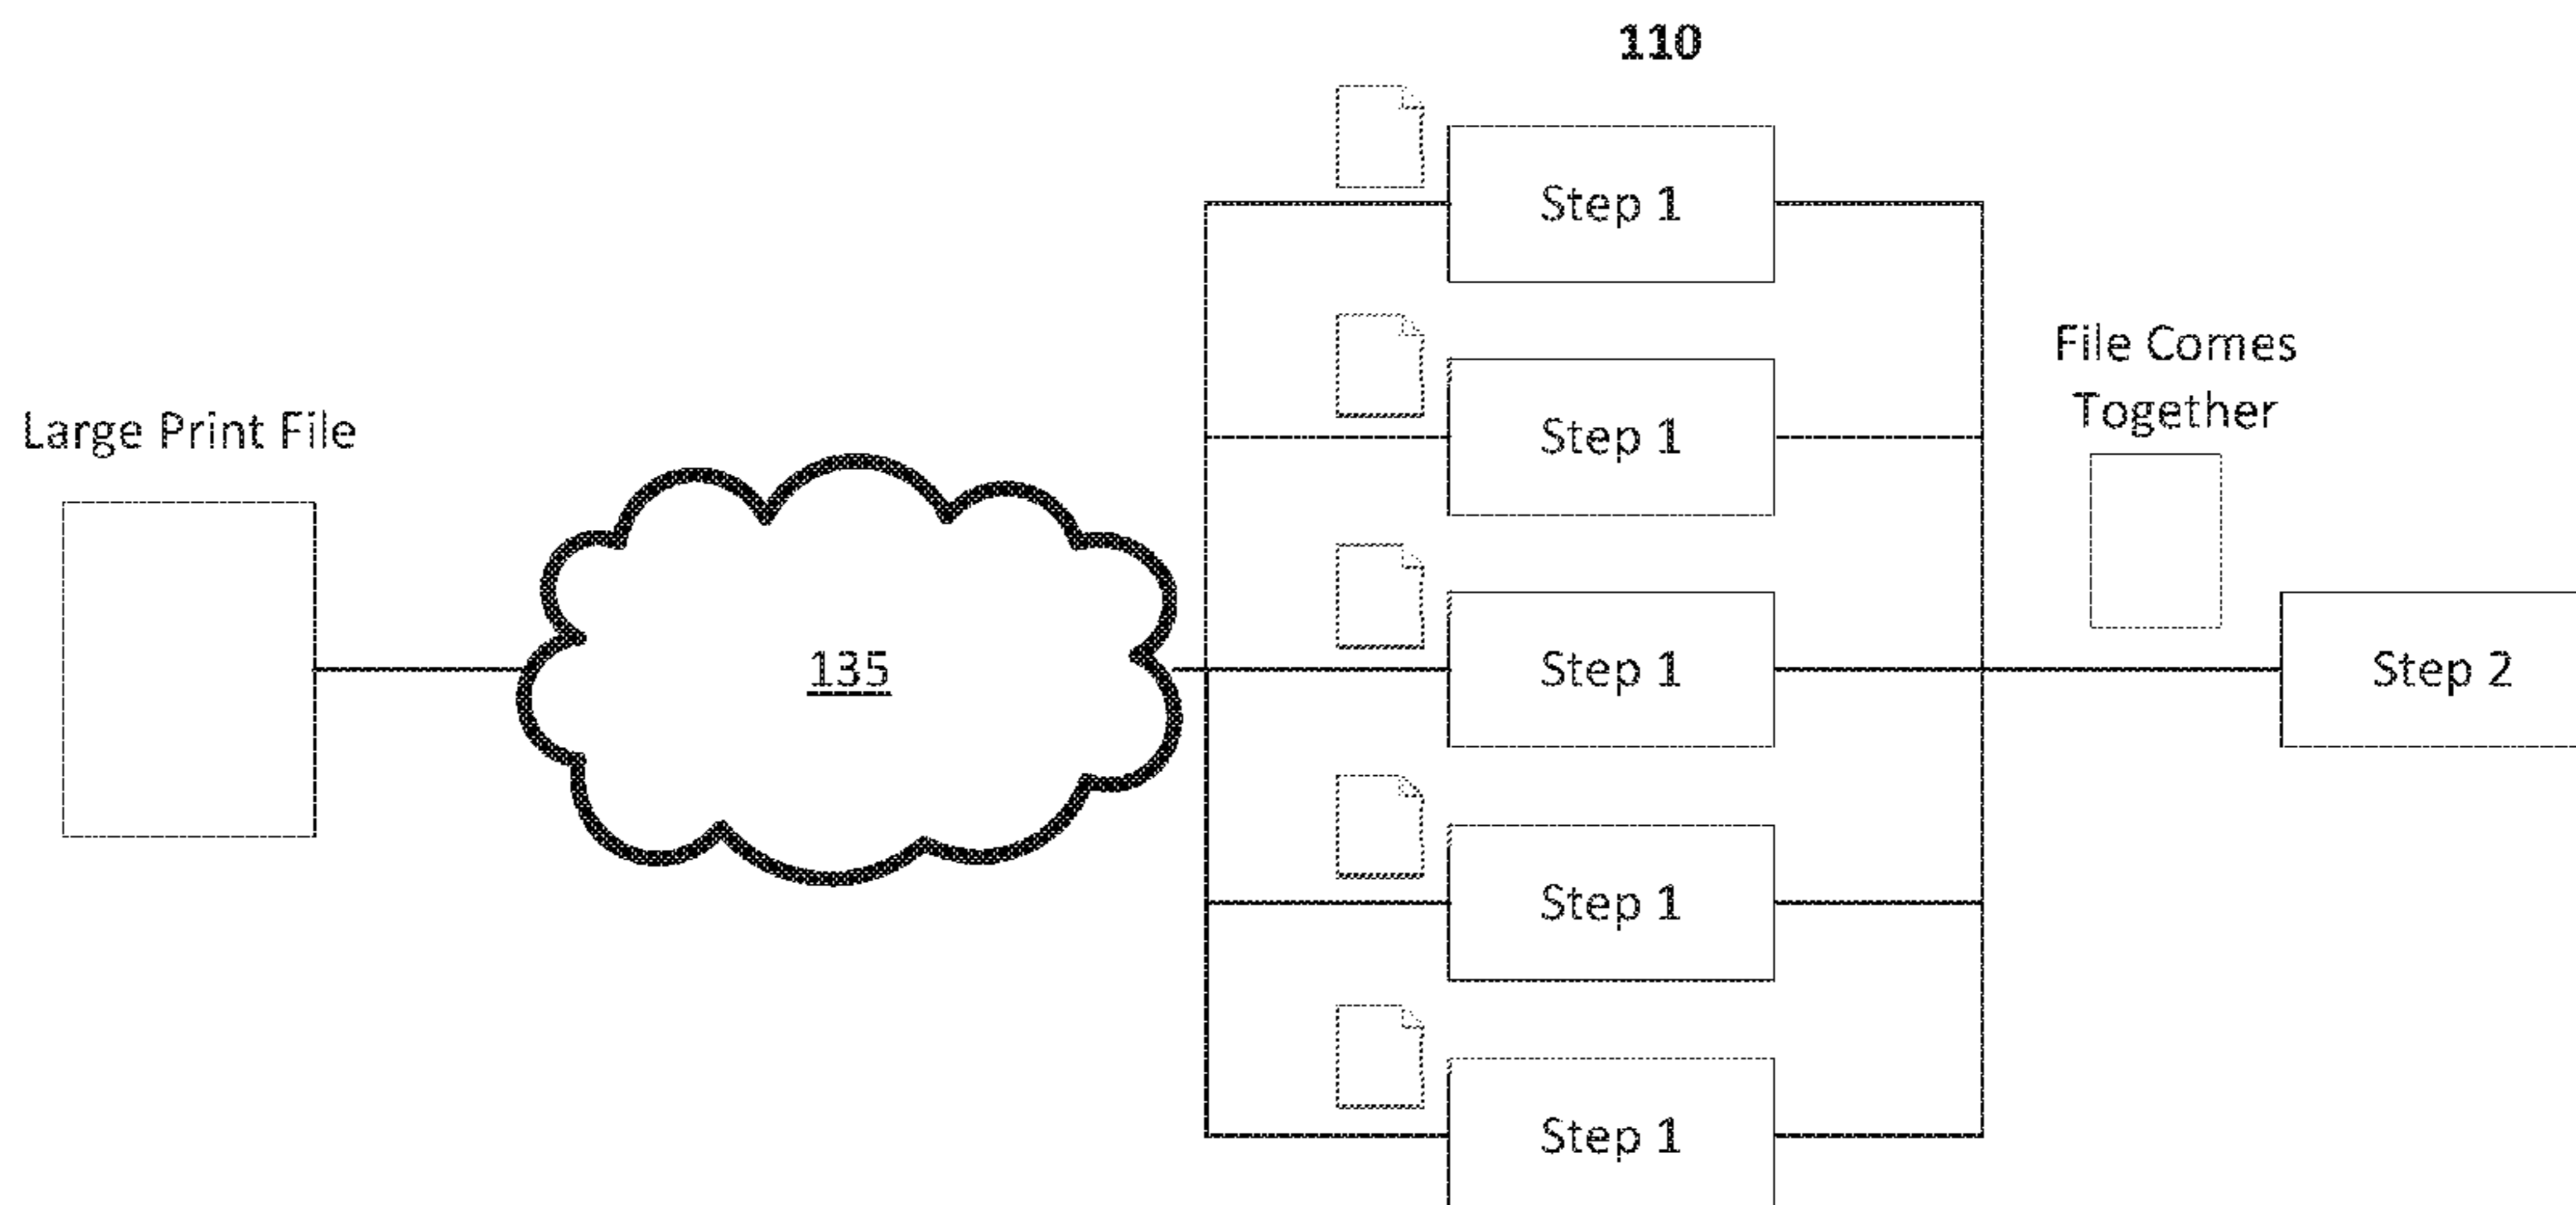 110
Step 1
Step 1
File Comes
Together
Large Print File
135
Step 1
Step 2
Step 1
Step 1